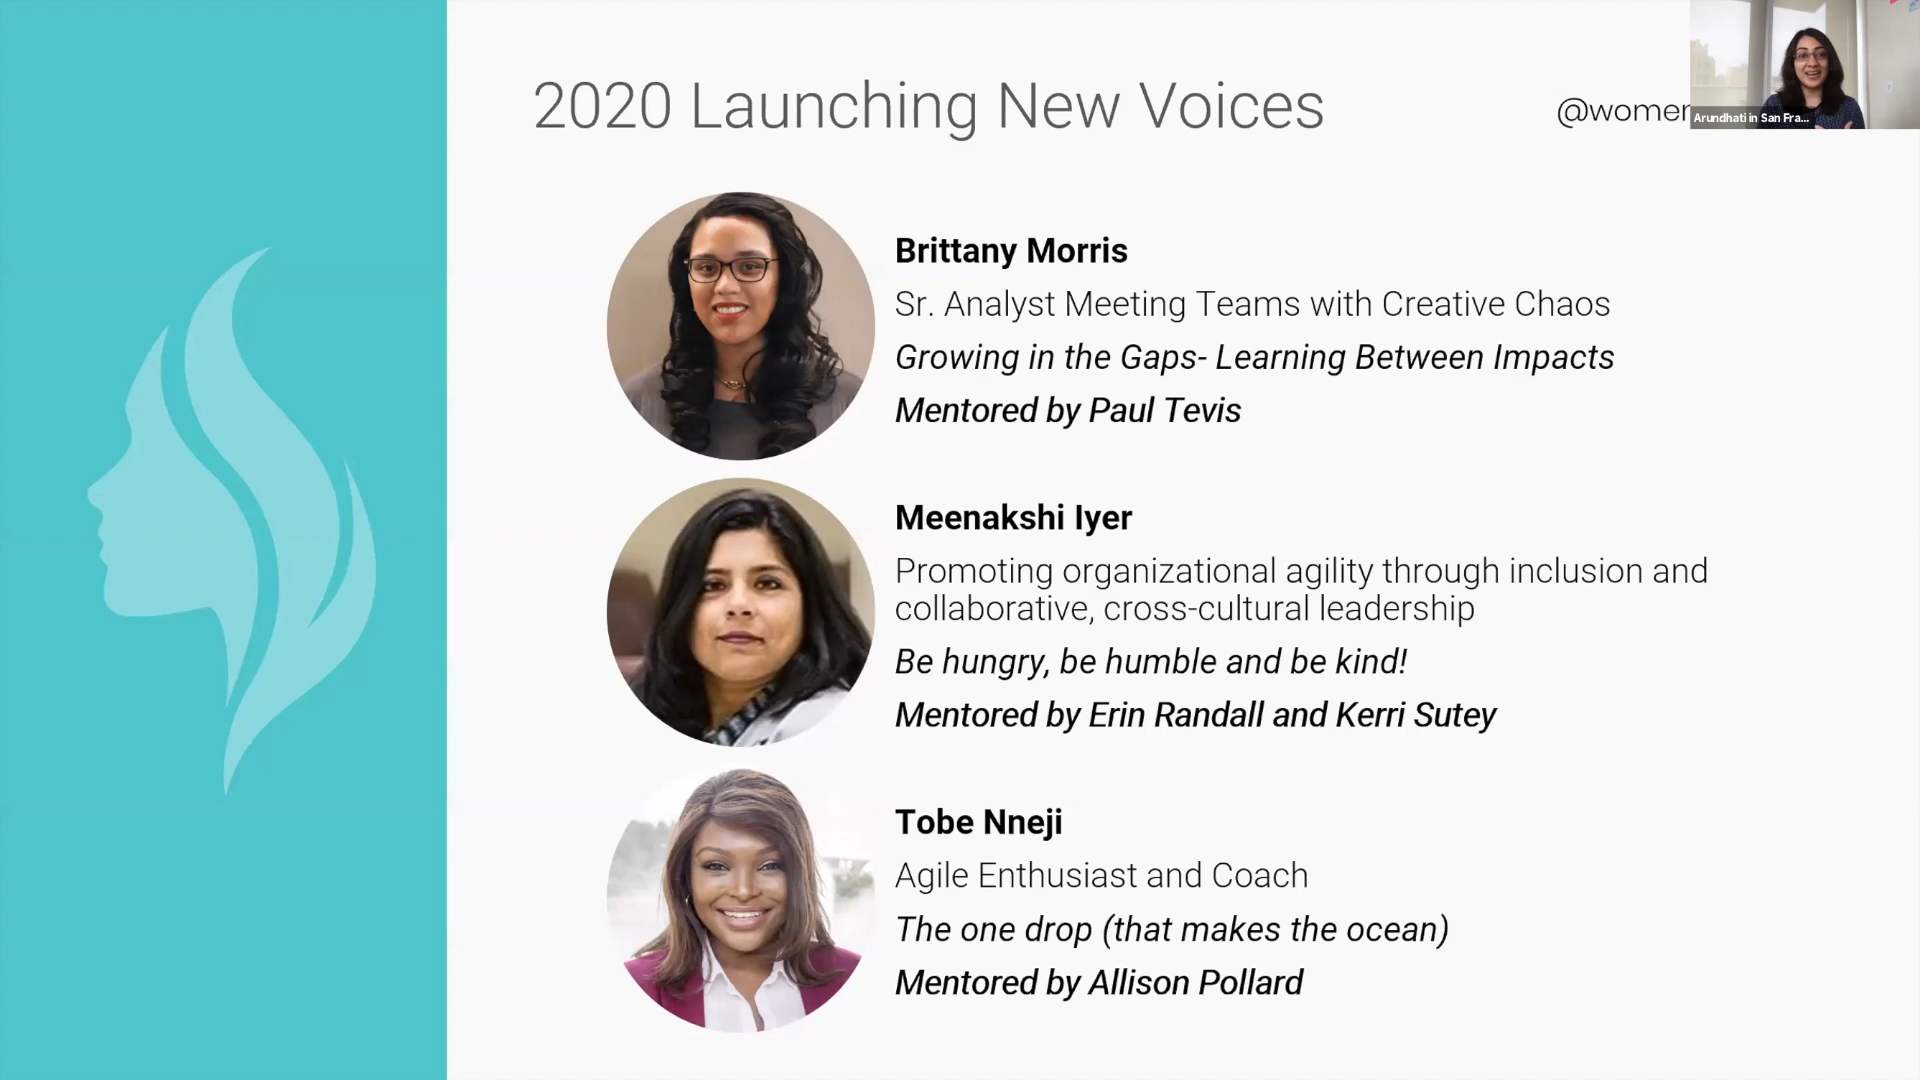 2020 Launching New Voices
@women
Arundhati in San Fra...
Brittany Morris
Sr. Analyst Meeting Teams with Creative Chaos
Growing in the Gaps- Learning Between Impacts
Mentored by Paul Tevis
Meenakshi Iyer
Promoting organizational agility through inclusion and
collaborative, cross-cultural leadership
Be hungry, be humble and be kind!
Mentored by Erin Randall and Kerri Sutey
Tobe Nneji
Agile Enthusiast and Coach
The one drop (that makes the ocean)
Mentored by Allison Pollard